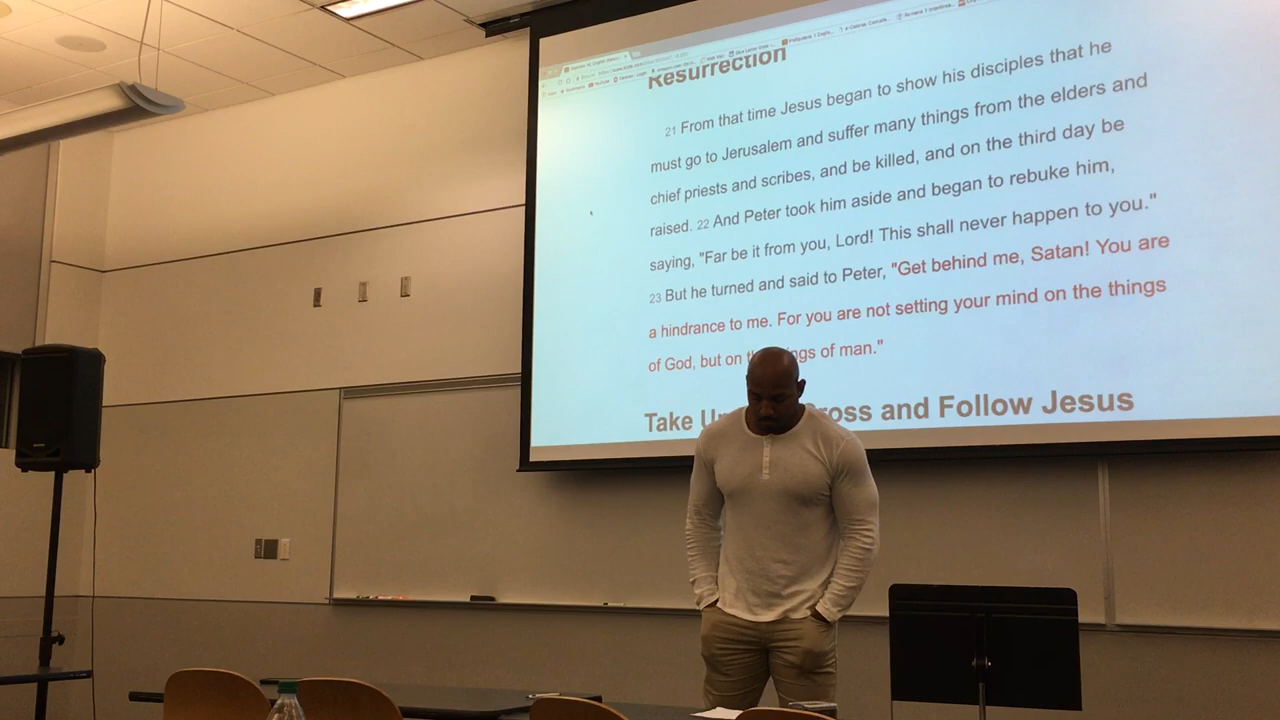 Resurrection
21 From that time Jesus began to show his disciples that he
must go to Jerusalem and suffer many things from the elders and
chief priests and scribes, and be killed, and on the third day be
raised. 22 And Peter took him aside and began to rebuke him,
saying, "Far be it from you, Lord! This shall never happen to you."
23 But he turned and said to Peter, "Get behind me, Satan! You are
a hindrance to me. For you are not setting your mind on the things
of God, but on of man."
Take Cross and Follow Jesus